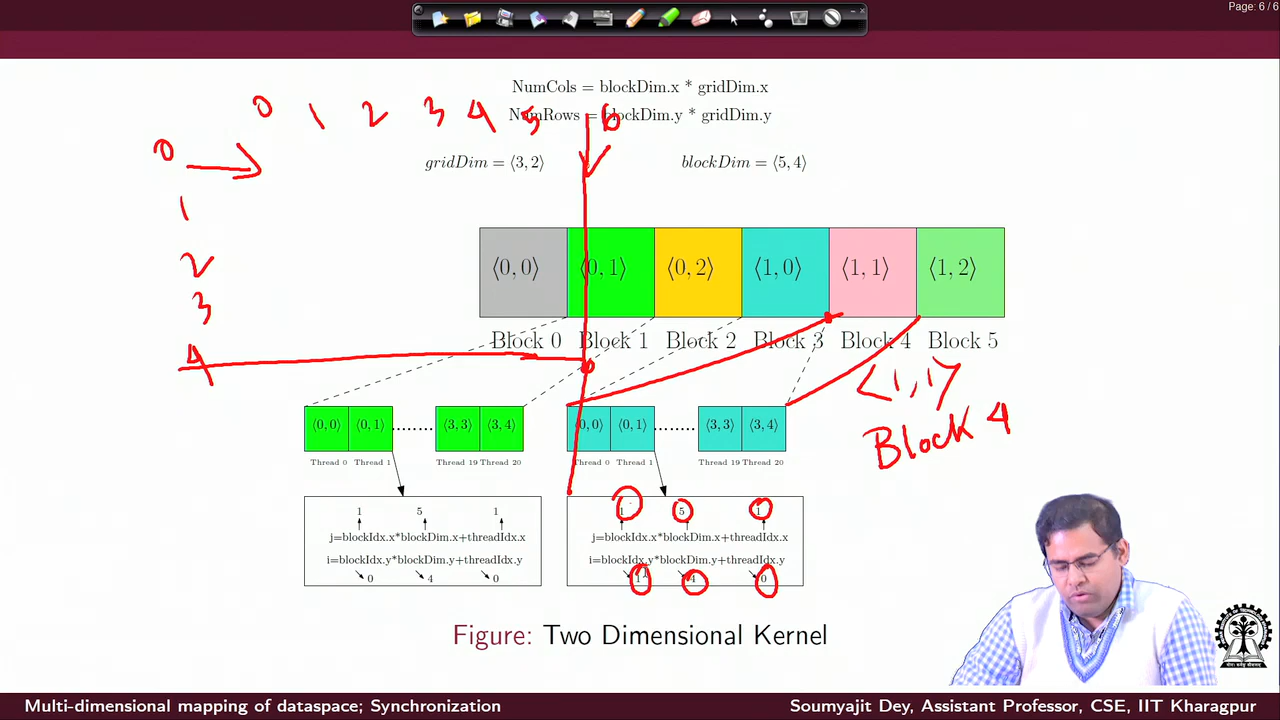 Page: 6 / 6
NumCols = blockDim.x * gridDim.x
0 1 2 3 4 5 6
NumRows = blockDim.y * gridDim.y
0
gridDim = ⟨3, 2⟩ blockDim = ⟨5, 4⟩
1
2
3
4
⟨0, 0⟩ ⟨0, 1⟩ ⟨0, 2⟩ ⟨1, 0⟩ ⟨1, 1⟩ ⟨1, 2⟩
Block 0 Block 1 Block 2 Block 3 Block 4 Block 5
<1, 1>
Block 4
⟨0, 0⟩ ⟨0, 1⟩ ........ ⟨3, 3⟩ ⟨3, 4⟩ ⟨0, 0⟩ ⟨0, 1⟩ ........ ⟨3, 3⟩ ⟨3, 4⟩
Thread 0 Thread 1 Thread 19 Thread 20 Thread 0 Thread 1 Thread 19 Thread 20
1 5 1 1 5 1
j=blockIdx.x*blockDim.x+threadIdx.x j=blockIdx.x*blockDim.x+threadIdx.x
i=blockIdx.y*blockDim.y+threadIdx.y i=blockIdx.y*blockDim.y+threadIdx.y
0 4 0 1 4 0
Figure: Two Dimensional Kernel
Multi-dimensional mapping of dataspace; Synchronization Soumyajit Dey, Assistant Professor, CSE, IIT Kharagpur